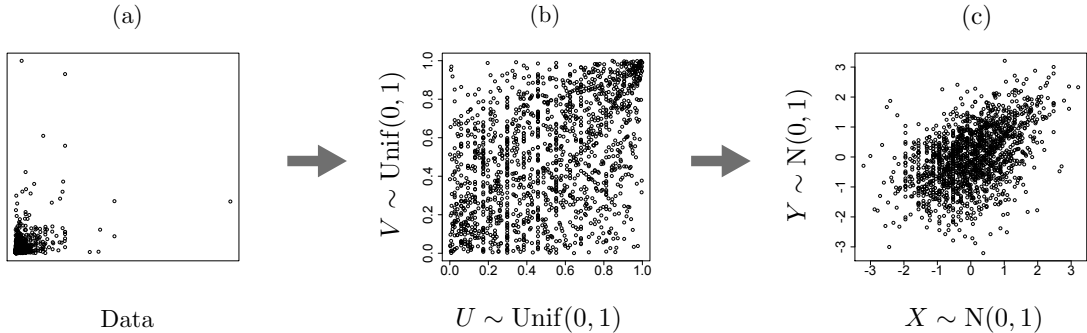 (a)
(b)
(c)
V ∼ Unif(0, 1)
1.0
0.8
0.6
0.4
0.2
0.0
0.0 0.2 0.4 0.6 0.8 1.0
Y ∼ N(0, 1)
3
2
1
0
-1
-2
-3
-3 -2 -1 0 1 2 3
Data
U ∼ Unif(0, 1)
X ∼ N(0, 1)